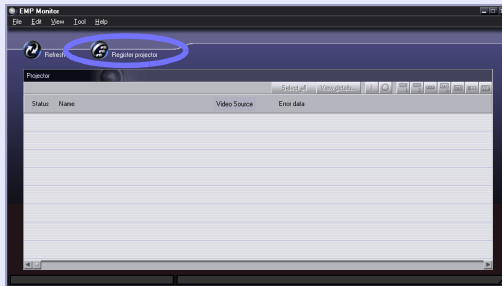 EMP Monitor
File Edit View Tool Help
Refresh Register projector
Projector
Select all View details...
Status Name Video Source Error data